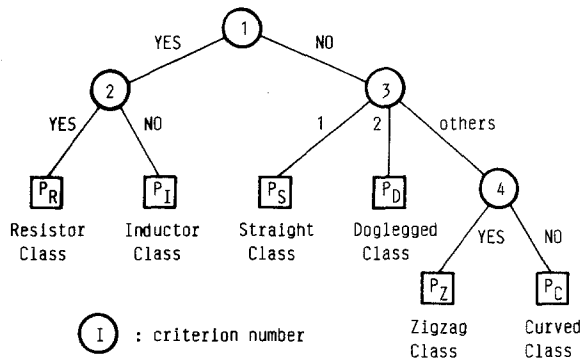 1
YES
NO
2
3
YES
NO
1
2
others
4
P_R
P_I
P_S
P_D
YES
NO
Resistor
Class
Inductor
Class
Straight
Class
Doglegged
Class
P_Z
P_C
Zigzag
Class
Curved
Class
I : criterion number